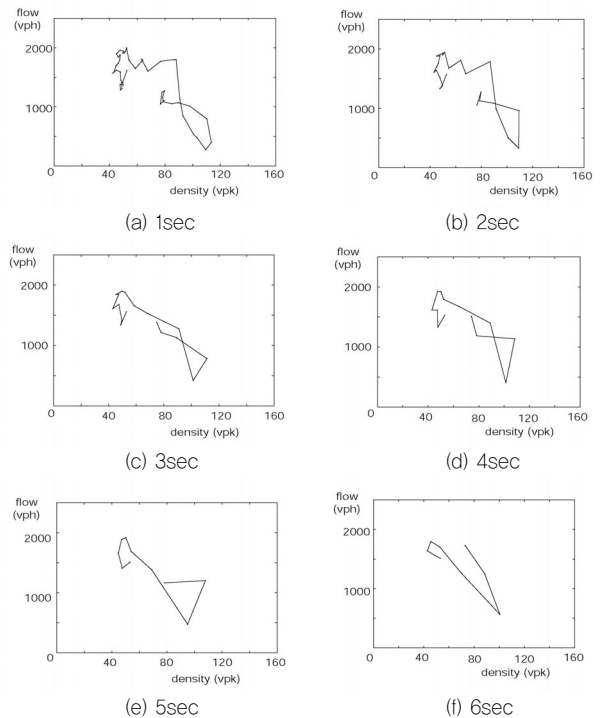 flow
(vph)
2000
1000
0
40
80
120
160
density (vpk)
(a) 1sec
flow
(vph)
2000
1000
0
40
80
120
160
density (vpk)
(b) 2sec
flow
(vph)
2000
1000
0
40
80
120
160
density (vpk)
(c) 3sec
flow
(vph)
2000
1000
0
40
80
120
160
density (vpk)
(d) 4sec
flow
(vph)
2000
1000
0
40
80
120
160
density (vpk)
(e) 5sec
flow
(vph)
2000
1000
0
40
80
120
160
density (vpk)
(f) 6sec